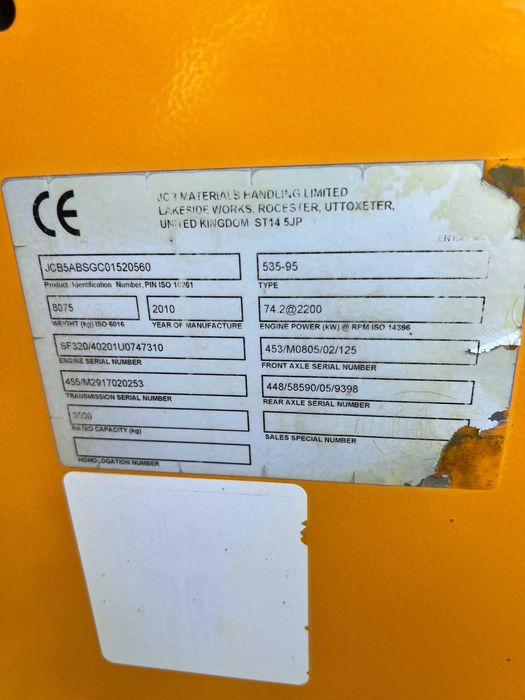 CE
JCB MATERIALS HANDLING LIMITED
LAKESIDE WORKS, ROCESTER, UTTOXETER,
UNITED KINGDOM ST14 5JP
JCB5ABSGC01520560
Product Identification Number, PIN ISO 10261
535-95
TYPE
8075
WEIGHT (kg) ISO 6016
2010
YEAR OF MANUFACTURE
74.2@2200
ENGINE POWER (kW) @ RPM ISO 14396
SF320/40201U0747310
ENGINE SERIAL NUMBER
453/M0805/02/125
FRONT AXLE SERIAL NUMBER
455/M2917020253
TRANSMISSION SERIAL NUMBER
448/58590/05/9398
REAR AXLE SERIAL NUMBER
3500
RATED CAPACITY (kg)
SALES SPECIAL NUMBER
HOMOLOGATION NUMBER